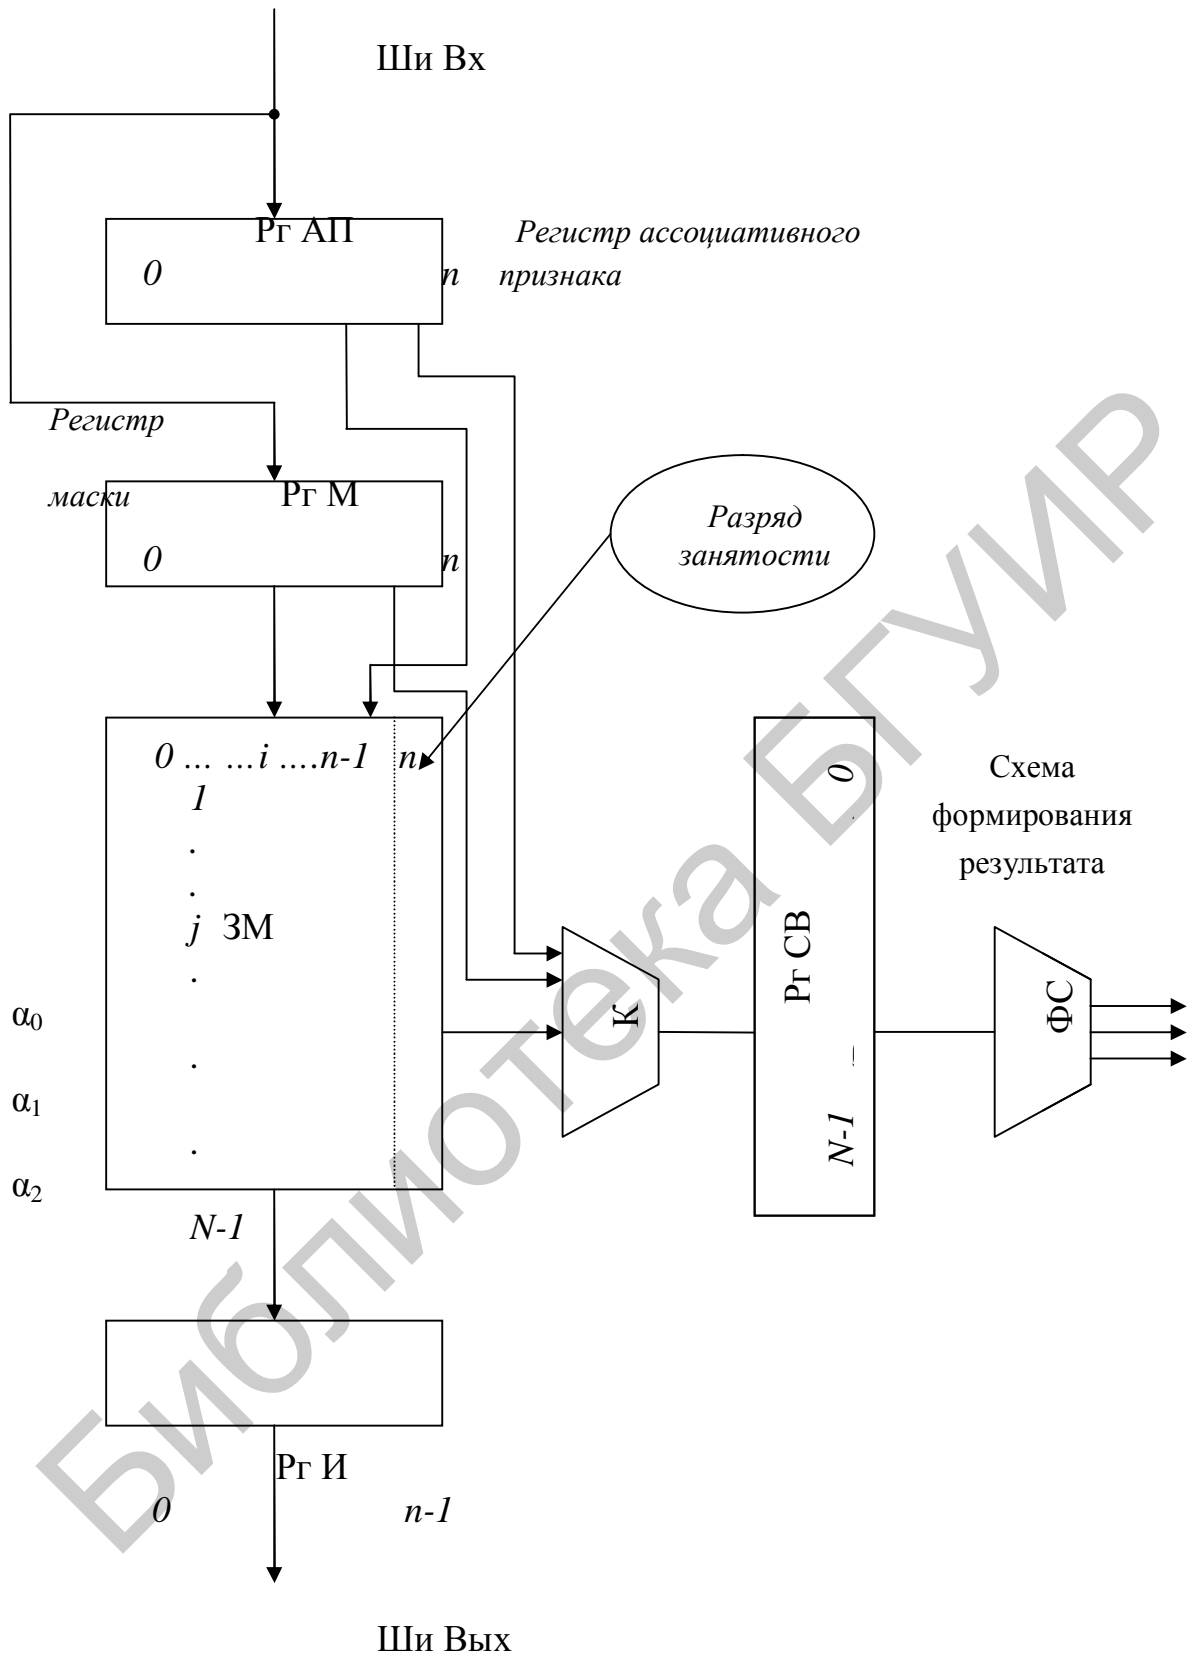 Ши Вх
Рг АП
Регистр ассоциативного
0
n
признака
Регистр
маски
Рг М
0
n
Разряд
занятости
0 ... ...i ....n-1 n
1
.
.
j ЗМ
.
.
.
N-1
α0
α1
α2
К
Рг СВ
0
N-1
Схема
формирования
результата
ФС
Рг И
0
n-1
Ши Вых
Библиотека БГУИР